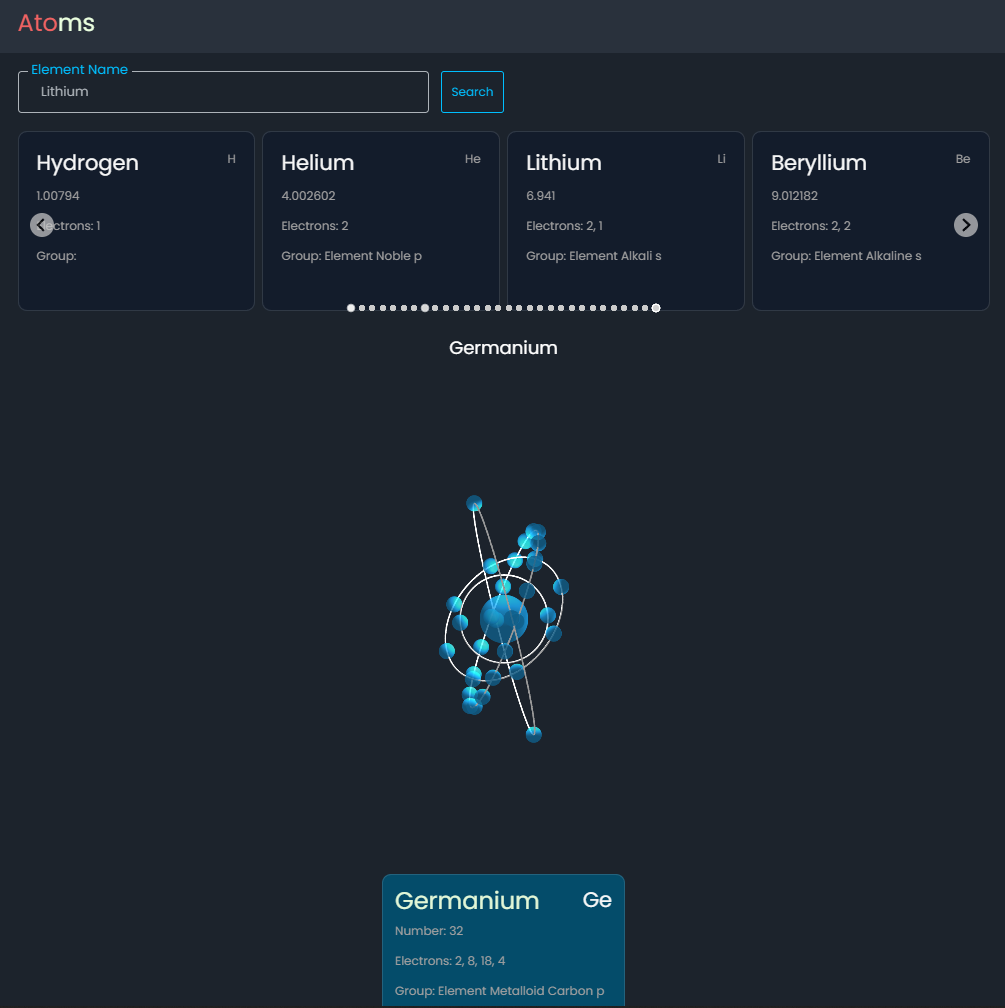 Atoms
Element Name
Lithium
Search
Hydrogen H
1.00794
Electrons: 1
Group:
Helium He
4.002602
Electrons: 2
Group: Element Noble p
Lithium Li
6.941
Electrons: 2, 1
Group: Element Alkali s
Beryllium Be
9.012182
Electrons: 2, 2
Group: Element Alkaline s
Germanium
Germanium Ge
Number: 32
Electrons: 2, 8, 18, 4
Group: Element Metalloid Carbon p